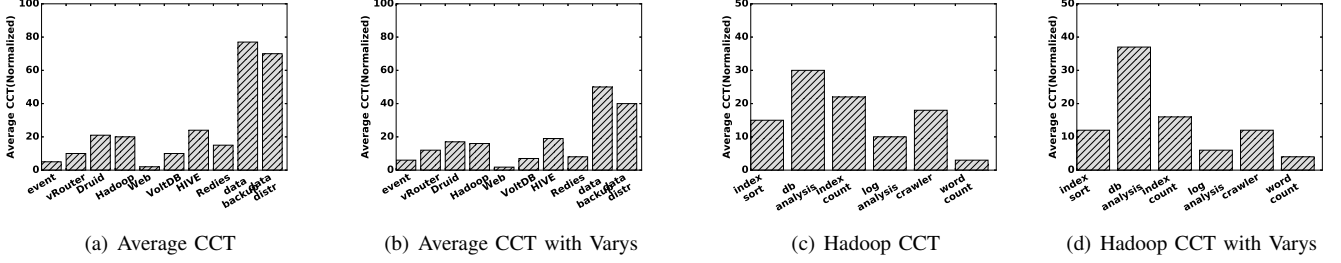 100
80
60
40
20
0
Average CCT(Normalized)
event
vRouter
Druid
Hadoop
Web
VoltDB
HIVE
Redies
data
backup
data
distr
(a) Average CCT
100
80
60
40
20
0
Average CCT(Normalized)
event
vRouter
Druid
Hadoop
Web
VoltDB
HIVE
Redies
data
backup
data
distr
(b) Average CCT with Varys
50
40
30
20
10
0
Average CCT(Normalized)
index
sort
db
analysis
index
count
log
analysis
crawler
word
count
(c) Hadoop CCT
50
40
30
20
10
0
Average CCT(Normalized)
index
sort
db
analysis
index
count
log
analysis
crawler
word
count
(d) Hadoop CCT with Varys